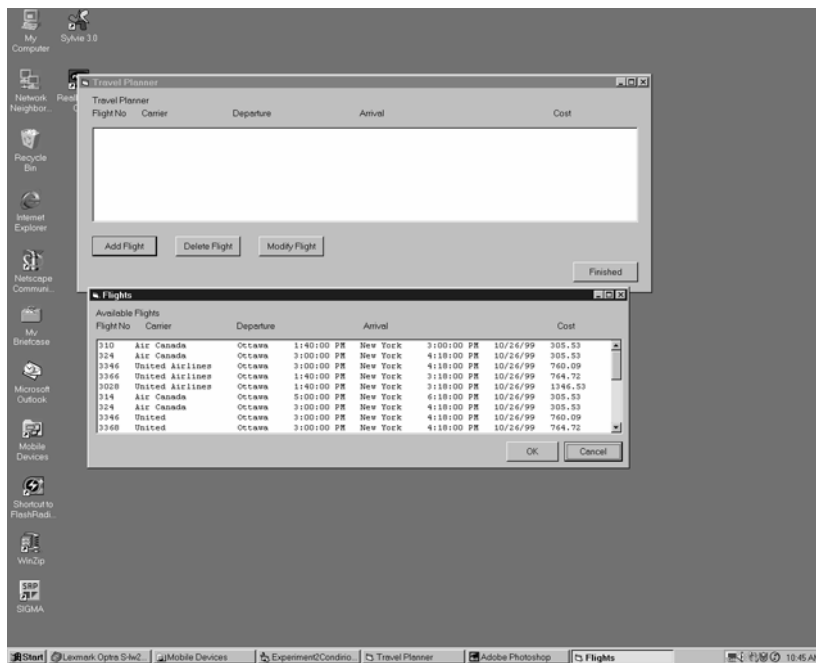 My Computer
Sylvie 3.0
Network Neighbor...
Recycle Bin
Internet Explorer
Netscape Communi...
My Briefcase
Microsoft Outlook
Mobile Devices
Shortcut to FlashRadi...
WinZip
SRP
SIGMA
Travel Planner
Travel Planner
Flight No Carrier Departure Arrival Cost
Add Flight Delete Flight Modify Flight
Finished
Flights
Available Flights
Flight No Carrier Departure Arrival Cost
310 Air Canada Ottawa 1:40:00 PM New York 3:00:00 PM 10/26/99 305.53
324 Air Canada Ottawa 3:00:00 PM New York 4:18:00 PM 10/26/99 305.53
3346 United Airlines Ottawa 3:00:00 PM New York 4:18:00 PM 10/26/99 760.09
3366 United Airlines Ottawa 1:40:00 PM New York 3:18:00 PM 10/26/99 764.72
3028 United Airlines Ottawa 1:40:00 PM New York 3:18:00 PM 10/26/99 1346.53
314 Air Canada Ottawa 5:00:00 PM New York 6:18:00 PM 10/26/99 305.53
324 Air Canada Ottawa 3:00:00 PM New York 4:18:00 PM 10/26/99 305.53
3346 United Ottawa 3:00:00 PM New York 4:18:00 PM 10/26/99 760.09
3368 United Ottawa 3:00:00 PM New York 4:18:00 PM 10/26/99 764.72
OK Cancel
Start Mobile Devices Travel Planner Adobe Photoshop Flights 10:45 AM